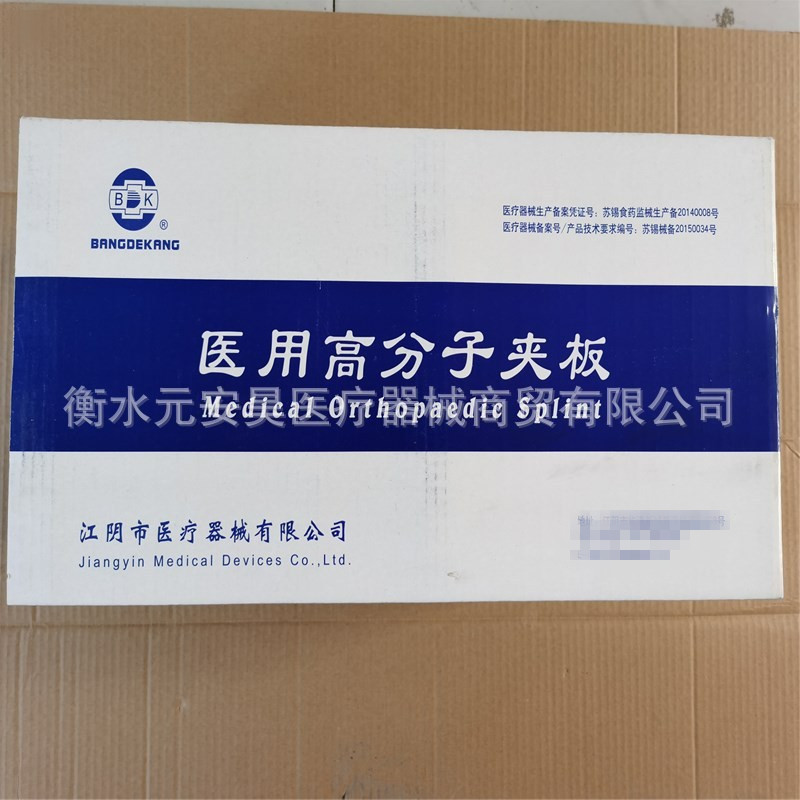 BDK
®
BANGDEKANG
医疗器械生产备案凭证号：苏锡食药监械生产备20140008号
医疗器械备案号/产品技术要求编号：苏锡械备20150034号
医用高分子夹板
衡水元安昊医疗器械商贸有限公司
Medical Orthopaedic Splint
江阴市医疗器械有限公司
Jiangyin Medical Devices Co.,Ltd.